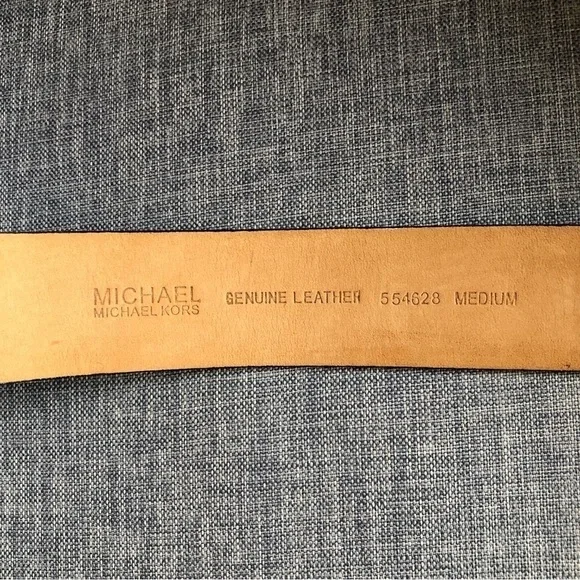 MICHAEL
MICHAEL KORS
GENUINE LEATHER 554628 MEDIUM